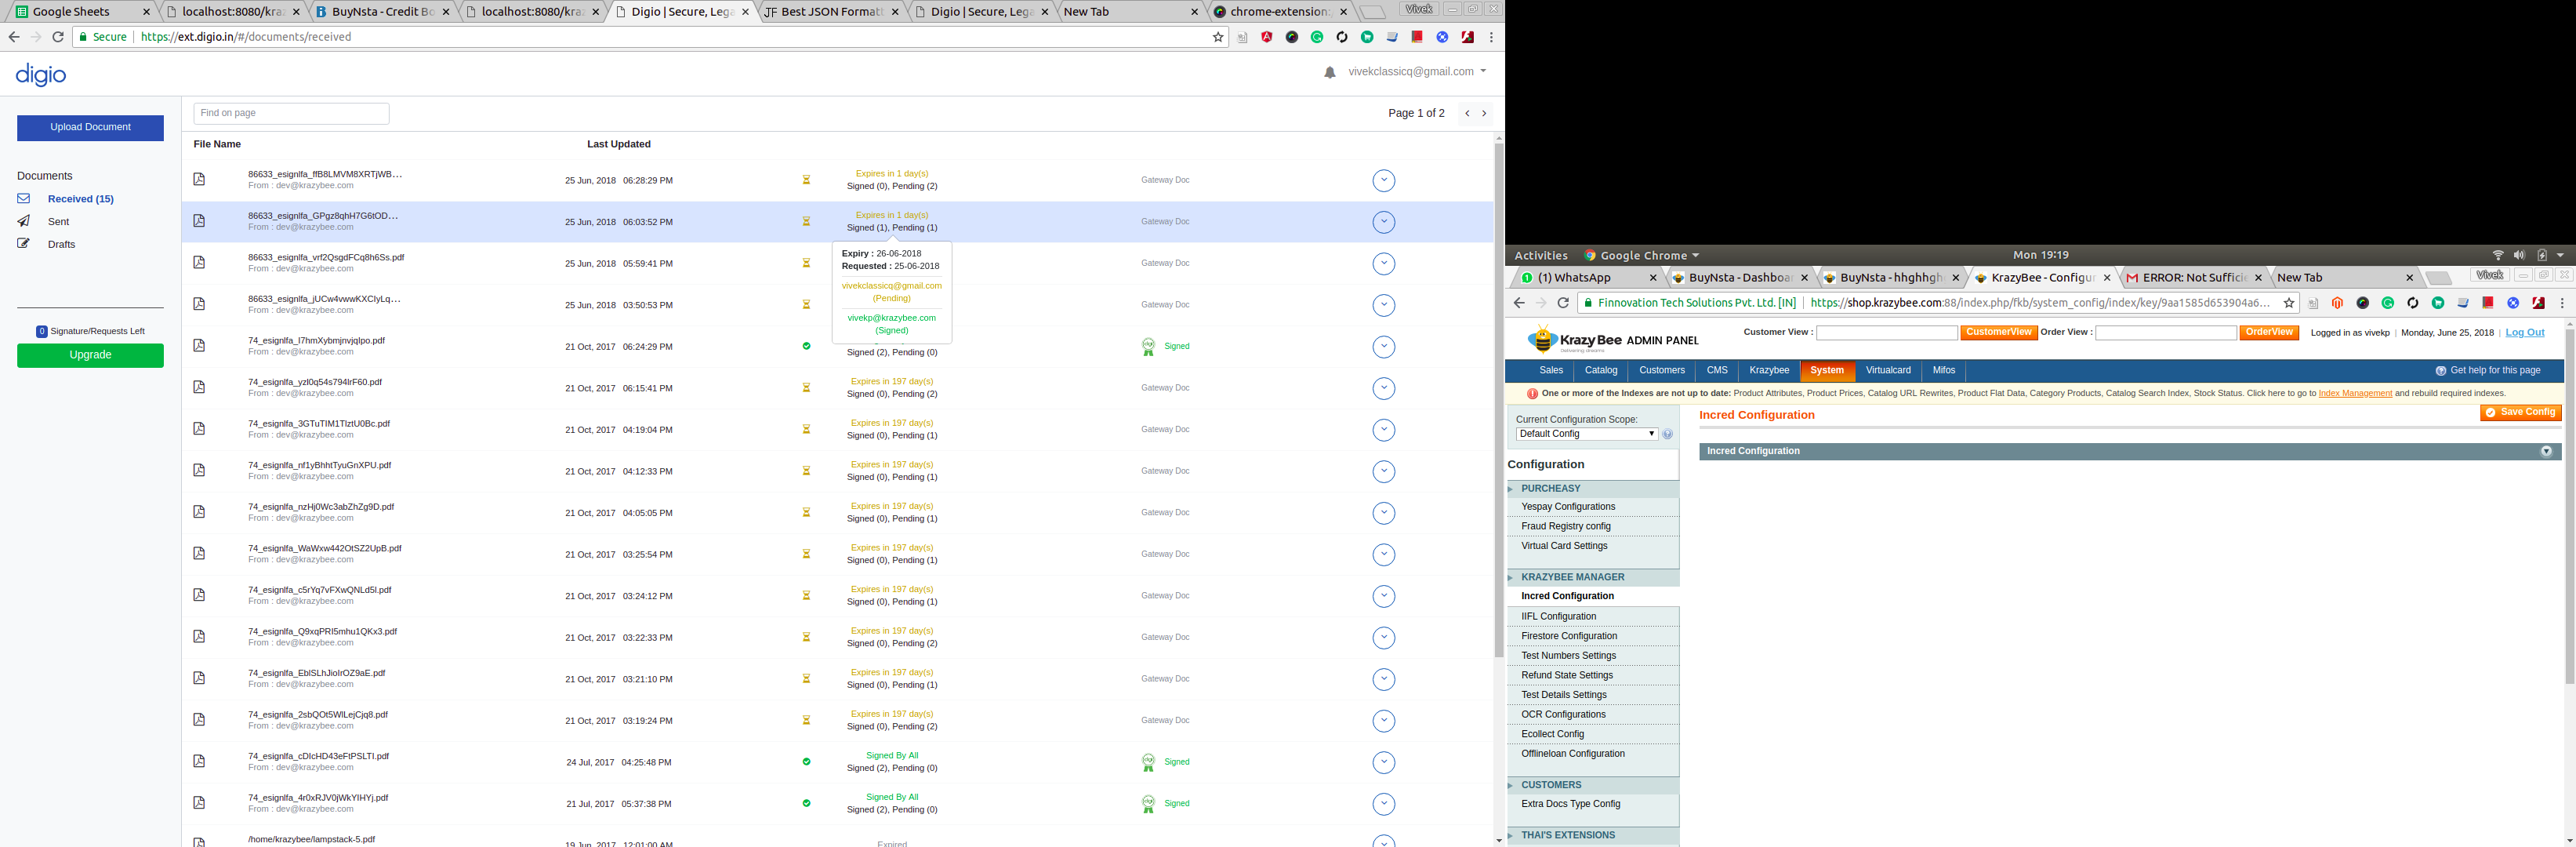 Google Sheets
localhost:8080/kraz
BuyNsta - Credit Bo
localhost:8080/kraz
Digio | Secure, Lega
Best JSON Formatt
Digio | Secure, Lega
New Tab
chrome-extension:
Vivek
Secure
https://ext.digio.in/#/documents/received
digio
vivekclassicq@gmail.com
Upload Document
Find on page
Page 1 of 2
File Name Last Updated
Documents
Received (15)
Sent
Drafts
0 Signature/Requests Left
Upgrade
86633_esignlfa_ffB8LMVM8XRTjWB...
From : dev@krazybee.com
25 Jun, 2018 06:28:29 PM
Expires in 1 day(s)
Signed (0), Pending (2)
Gateway Doc
86633_esignlfa_GPgz8qhH7G6tOD...
From : dev@krazybee.com
25 Jun, 2018 06:03:52 PM
Expires in 1 day(s)
Signed (1), Pending (1)
Gateway Doc
Expiry : 26-06-2018
Requested : 25-06-2018
vivekclassicq@gmail.com
(Pending)
vivekp@krazybee.com
(Signed)
86633_esignlfa_vrf2QsgdFCq8h6Ss.pdf
From : dev@krazybee.com
25 Jun, 2018 05:59:41 PM
Gateway Doc
86633_esignlfa_jUCw4vwwKXCIyLq...
From : dev@krazybee.com
25 Jun, 2018 03:50:53 PM
Gateway Doc
74_esignlfa_I7hmXybmjnvjqlpo.pdf
From : dev@krazybee.com
21 Oct, 2017 06:24:29 PM
Signed (2), Pending (0)
Signed
74_esignlfa_yzl0q54s794lrF60.pdf
From : dev@krazybee.com
21 Oct, 2017 06:15:41 PM
Expires in 197 day(s)
Signed (0), Pending (2)
Gateway Doc
74_esignlfa_3GTuTIM1TlztU0Bc.pdf
From : dev@krazybee.com
21 Oct, 2017 04:19:04 PM
Expires in 197 day(s)
Signed (0), Pending (1)
Gateway Doc
74_esignlfa_nf1yBhhtTyuGnXPU.pdf
From : dev@krazybee.com
21 Oct, 2017 04:12:33 PM
Expires in 197 day(s)
Signed (0), Pending (1)
Gateway Doc
74_esignlfa_nzHj0Wc3abZhZg9D.pdf
From : dev@krazybee.com
21 Oct, 2017 04:05:05 PM
Expires in 197 day(s)
Signed (0), Pending (1)
Gateway Doc
74_esignlfa_WaWxw442OtSZ2UpB.pdf
From : dev@krazybee.com
21 Oct, 2017 03:25:54 PM
Expires in 197 day(s)
Signed (0), Pending (1)
Gateway Doc
74_esignlfa_c5rYq7vFXwQNLd5l.pdf
From : dev@krazybee.com
21 Oct, 2017 03:24:12 PM
Expires in 197 day(s)
Signed (0), Pending (1)
Gateway Doc
74_esignlfa_Q9xqPRI5mhu1QKx3.pdf
From : dev@krazybee.com
21 Oct, 2017 03:22:33 PM
Expires in 197 day(s)
Signed (0), Pending (2)
Gateway Doc
74_esignlfa_EblSLhJioIrOZ9aE.pdf
From : dev@krazybee.com
21 Oct, 2017 03:21:10 PM
Expires in 197 day(s)
Signed (0), Pending (1)
Gateway Doc
74_esignlfa_2sbQOt5WlLejCjq8.pdf
From : dev@krazybee.com
21 Oct, 2017 03:19:24 PM
Expires in 197 day(s)
Signed (0), Pending (2)
Gateway Doc
74_esignlfa_cDIcHD43eFtPSLTI.pdf
From : dev@krazybee.com
24 Jul, 2017 04:25:48 PM
Signed By All
Signed (2), Pending (0)
Signed
74_esignlfa_4r0xRJV0jWkYIHYj.pdf
From : dev@krazybee.com
21 Jul, 2017 05:37:38 PM
Signed By All
Signed (2), Pending (0)
Signed
/home/krazybee/lampstack-5.pdf
19 Jun, 2017 12:01:00 AM
Expired
Activities Google Chrome Mon 19:19
(1) WhatsApp
BuyNsta - Dashboar
BuyNsta - hhghhgh
KrazyBee - Configur
ERROR: Not Sufficie
New Tab
Vivek
Finnovation Tech Solutions Pvt. Ltd. [IN]
https://shop.krazybee.com:88/index.php/fkb/system_config/index/key/9aa1585d653904a6...
KrazyBee ADMIN PANEL
Delivering dreams
Customer View : CustomerView Order View : OrderView
Logged in as vivekp | Monday, June 25, 2018 | Log Out
Sales Catalog Customers CMS Krazybee System Virtualcard Mifos Get help for this page
One or more of the Indexes are not up to date: Product Attributes, Product Prices, Catalog URL Rewrites, Product Flat Data, Category Products, Catalog Search Index, Stock Status. Click here to go to Index Management and rebuild required indexes.
Current Configuration Scope:
Default Config
Incred Configuration
Save Config
Incred Configuration
Configuration
PURCHEASY
Yespay Configurations
Fraud Registry config
Virtual Card Settings
KRAZYBEE MANAGER
Incred Configuration
IIFL Configuration
Firestore Configuration
Test Numbers Settings
Refund State Settings
Test Details Settings
OCR Configurations
Ecollect Config
Offlineloan Configuration
CUSTOMERS
Extra Docs Type Config
THAI'S EXTENSIONS